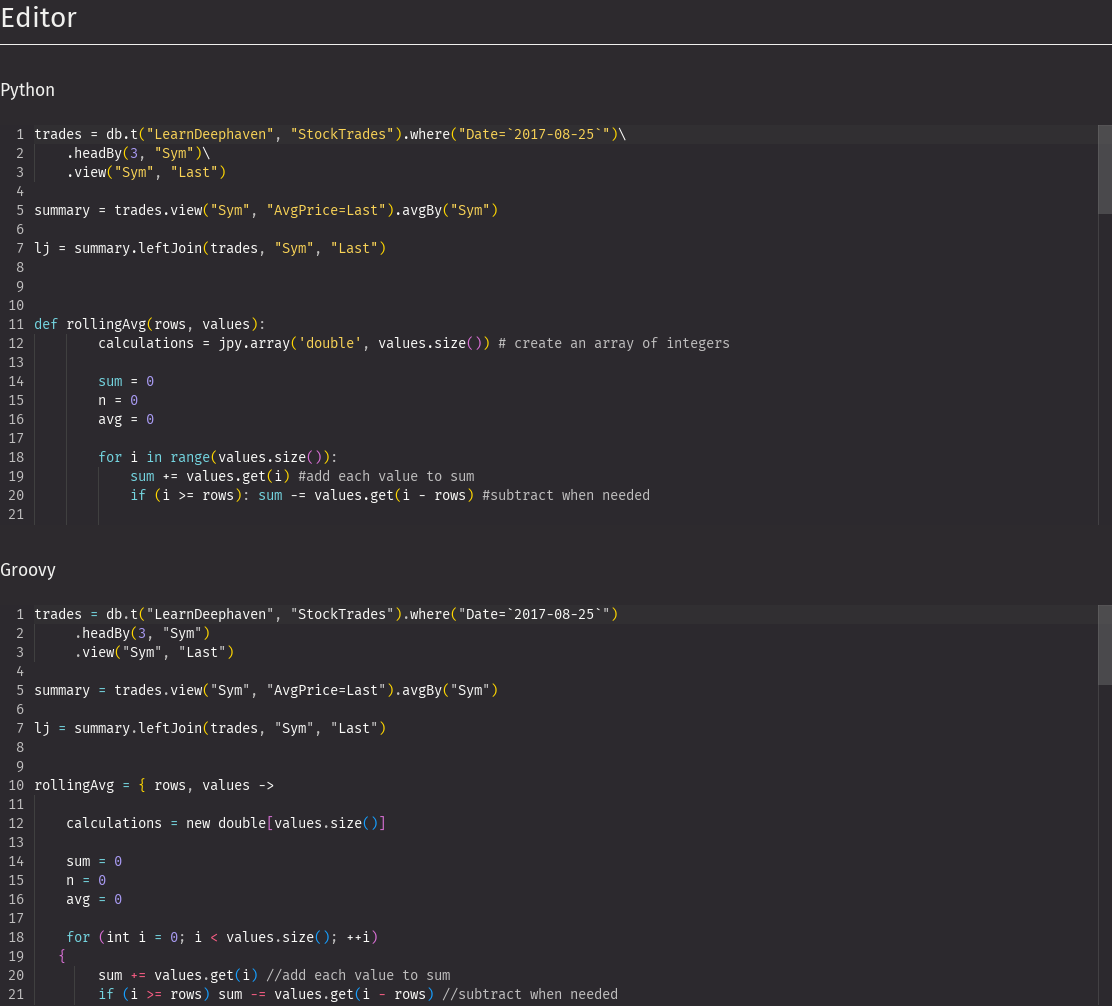 Editor
Python
1 trades = db.t("LearnDeephaven", "StockTrades").where("Date=`2017-08-25`")\
2     .headBy(3, "Sym")\
3     .view("Sym", "Last")
4
5 summary = trades.view("Sym", "AvgPrice=Last").avgBy("Sym")
6
7 lj = summary.leftJoin(trades, "Sym", "Last")
8
9
10
11 def rollingAvg(rows, values):
12         calculations = jpy.array('double', values.size()) # create an array of integers
13
14         sum = 0
15         n = 0
16         avg = 0
17
18         for i in range(values.size()):
19             sum += values.get(i) #add each value to sum
20             if (i >= rows): sum -= values.get(i - rows) #subtract when needed
21
Groovy
1 trades = db.t("LearnDeephaven", "StockTrades").where("Date=`2017-08-25`")
2      .headBy(3, "Sym")
3      .view("Sym", "Last")
4
5 summary = trades.view("Sym", "AvgPrice=Last").avgBy("Sym")
6
7 lj = summary.leftJoin(trades, "Sym", "Last")
8
9
10 rollingAvg = { rows, values ->
11
12     calculations = new double[values.size()]
13
14     sum = 0
15     n = 0
16     avg = 0
17
18     for (int i = 0; i < values.size(); ++i)
19    {
20         sum += values.get(i) //add each value to sum
21         if (i >= rows) sum -= values.get(i - rows) //subtract when needed